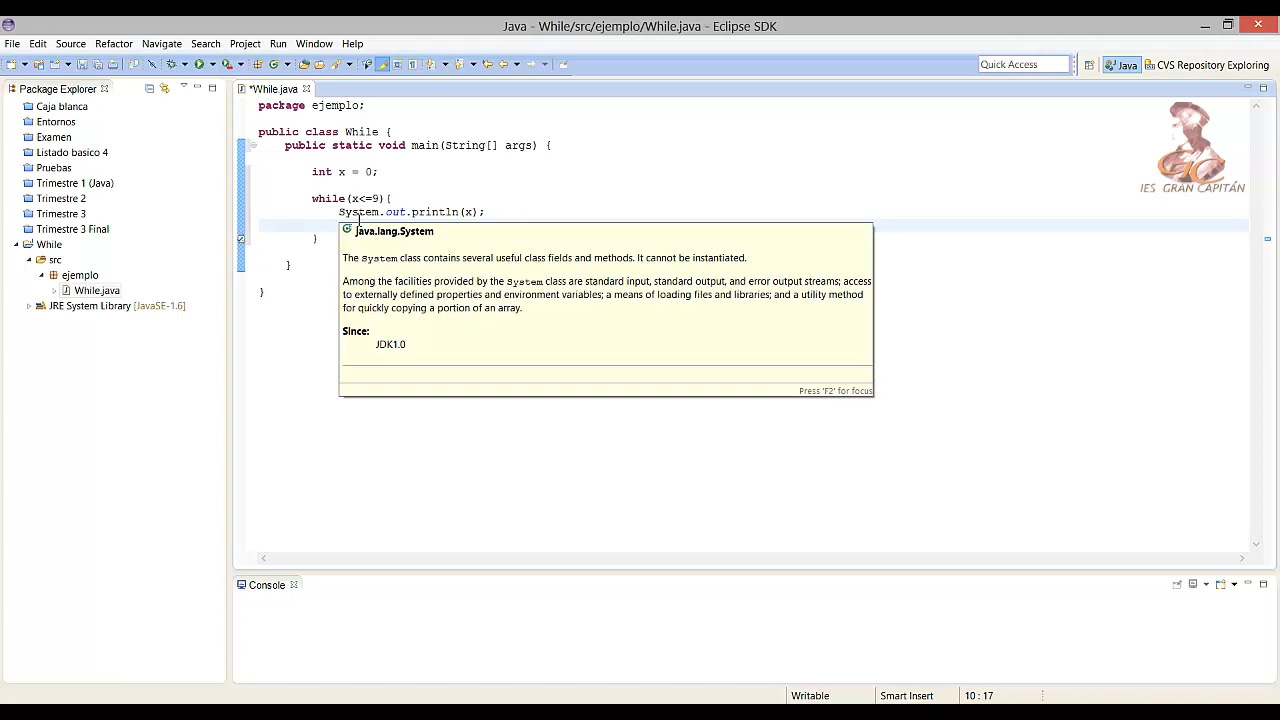 Java - While/src/ejemplo/While.java - Eclipse SDK
File Edit Source Refactor Navigate Search Project Run Window Help
Quick Access
Java
CVS Repository Exploring
Package Explorer
Caja blanca
Entornos
Examen
Listado basico 4
Pruebas
Trimestre 1 (Java)
Trimestre 2
Trimestre 3
Trimestre 3 Final
While
src
ejemplo
While.java
JRE System Library [JavaSE-1.6]
*While.java
package ejemplo;
public class While {
public static void main(String[] args) {
int x = 0;
while(x<=9){
System.out.println(x);
}
}
}
java.lang.System
The System class contains several useful class fields and methods. It cannot be instantiated.
Among the facilities provided by the System class are standard input, standard output, and error output streams; access
to externally defined properties and environment variables; a means of loading files and libraries; and a utility method
for quickly copying a portion of an array.
Since:
JDK1.0
Press 'F2' for focus
IES GRAN CAPITÁN
Console
Writable
Smart Insert
10 : 17